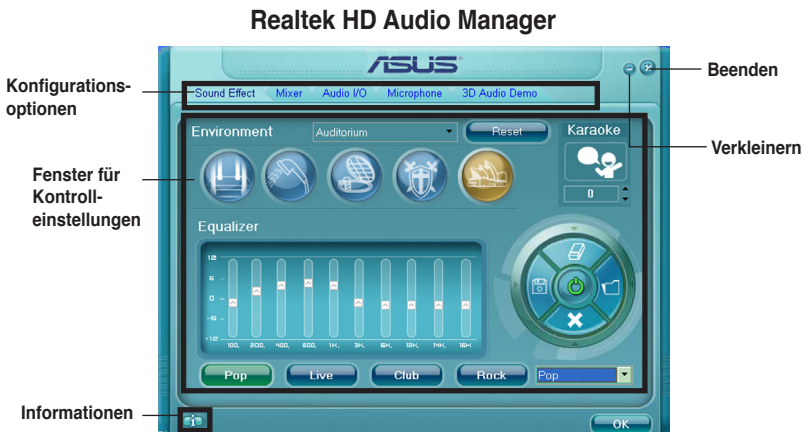 Realtek HD Audio Manager
ASUS
Beenden
Konfigurations-
optionen
Sound Effect Mixer Audio I/O Microphone 3D Audio Demo
Environment Auditorium Reset Karaoke
Verkleinern
Fenster für
Kontroll-
einstellungen
0
Equalizer
12
6
0
-6
-12
100, 200, 400, 600, 1K, 3K, 6K, 12K, 14K, 16K
Pop Live Club Rock Pop
Informationen
i
OK